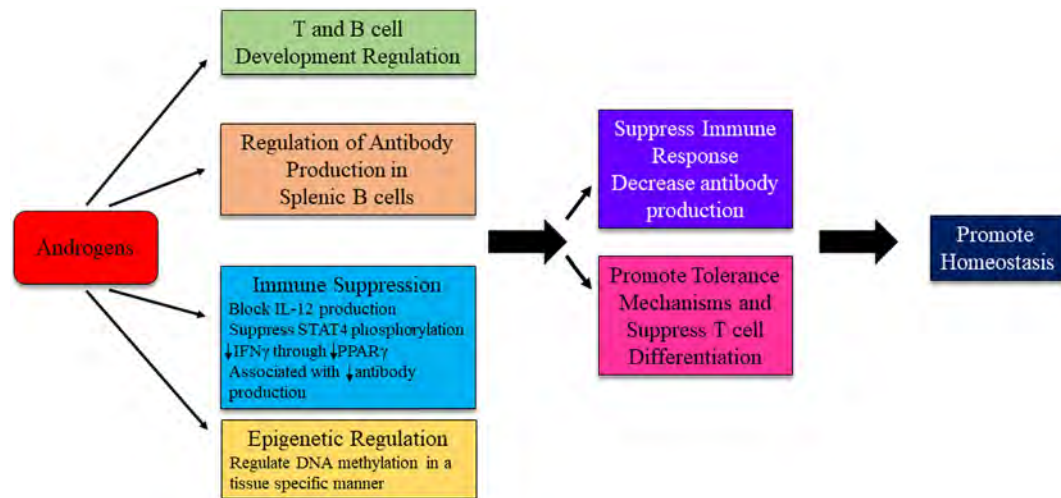 T and B cell
Development Regulation
Regulation of Antibody
Production in
Splenic B cells
Androgens
Immune Suppression
Block IL-12 production
Suppress STAT4 phosphorylation
↓IFNγ through ↓PPARγ
Associated with ↓antibody
production
Epigenetic Regulation
Regulate DNA methylation in a
tissue specific manner
Suppress Immune
Response
Decrease antibody
production
Promote Tolerance
Mechanisms and
Suppress T cell
Differentiation
Promote
Homeostasis